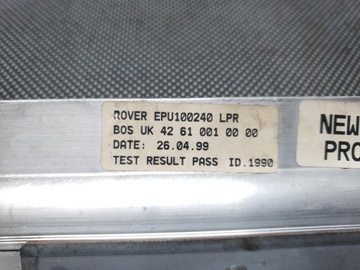 ROVER EPU100240 LPR
BOS UK 42 61 001 00 00
DATE: 26.04.99
TEST RESULT PASS ID.1990
NEW
PRO